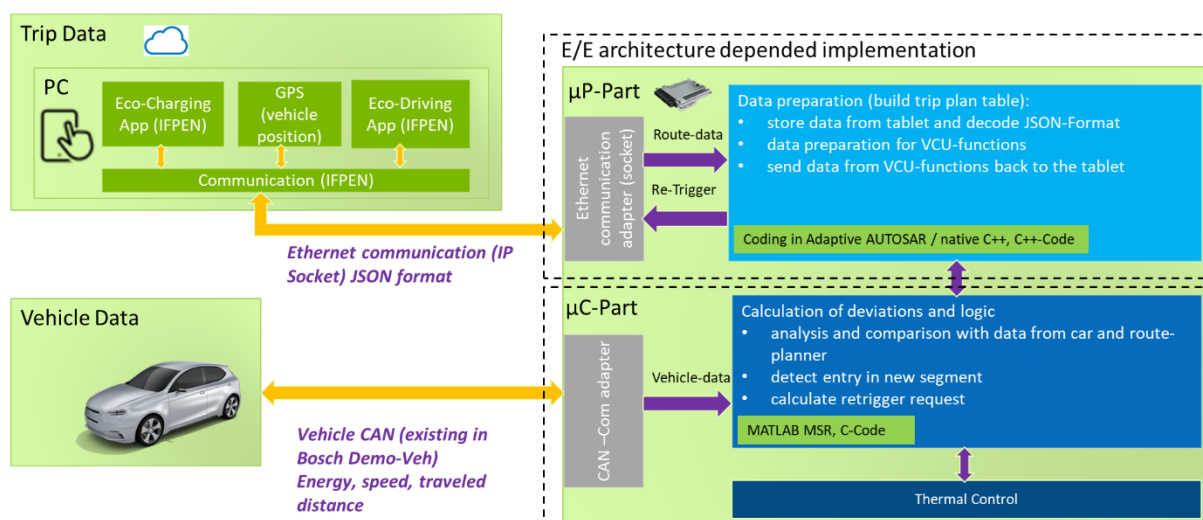 Trip Data
PC
Eco-Charging
App (IFPEN)
GPS
(vehicle
position)
Eco-Driving
App (IFPEN)
Communication (IFPEN)
Ethernet communication (IP
Socket) JSON format
Vehicle Data
Vehicle CAN (existing in
Bosch Demo-Veh)
Energy, speed, traveled
distance
E/E architecture depended implementation
µP-Part
Ethernet
communication
adapter (socket)
Route-data
Re-Trigger
Data preparation (build trip plan table):
• store data from tablet and decode JSON-Format
• data preparation for VCU-functions
• send data from VCU-functions back to the tablet
Coding in Adaptive AUTOSAR / native C++, C++-Code
µC-Part
CAN –Com adapter
Vehicle-data
Calculation of deviations and logic
• analysis and comparison with data from car and route-
planner
• detect entry in new segment
• calculate retrigger request
MATLAB MSR, C-Code
Thermal Control